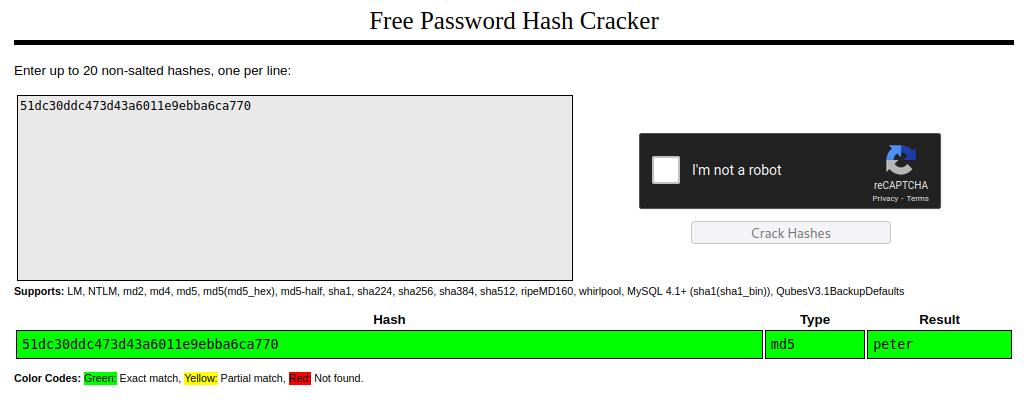 Free Password Hash Cracker
Enter up to 20 non-salted hashes, one per line:
51dc30ddc473d43a6011e9ebba6ca770
I'm not a robot
reCAPTCHA
Privacy - Terms
Crack Hashes
Supports: LM, NTLM, md2, md4, md5, md5(md5_hex), md5-half, sha1, sha224, sha256, sha384, sha512, ripeMD160, whirlpool, MySQL 4.1+ (sha1(sha1_bin)), QubesV3.1BackupDefaults
Hash Type Result
51dc30ddc473d43a6011e9ebba6ca770 md5 peter
Color Codes: Green: Exact match, Yellow: Partial match, Red: Not found.